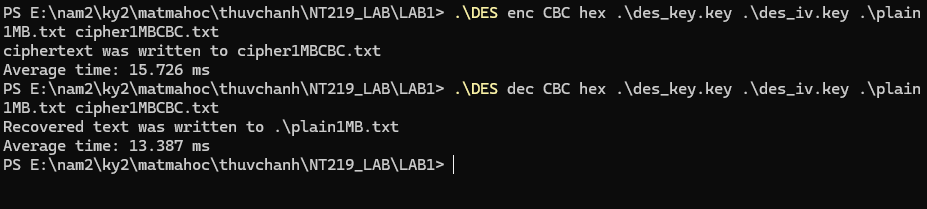 PS E:\nam2\ky2\matmahoc\thuvchanh\NT219_LAB\LAB1> .\DES enc CBC hex .\des_key.key .\des_iv.key .\plain
1MB.txt cipher1MBCBC.txt
ciphertext was written to cipher1MBCBC.txt
Average time: 15.726 ms
PS E:\nam2\ky2\matmahoc\thuvchanh\NT219_LAB\LAB1> .\DES dec CBC hex .\des_key.key .\des_iv.key .\plain
1MB.txt cipher1MBCBC.txt
Recovered text was written to .\plain1MB.txt
Average time: 13.387 ms
PS E:\nam2\ky2\matmahoc\thuvchanh\NT219_LAB\LAB1>